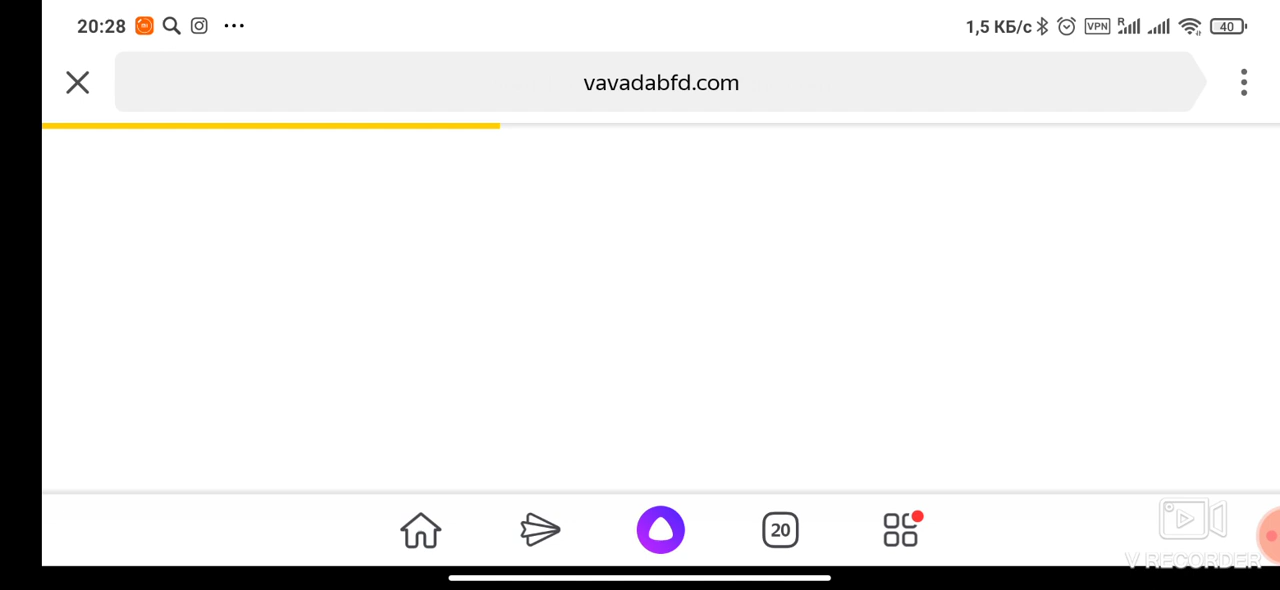 20:28
1,5 КБ/с VPN R 40
vavadabfd.com
20
V RECORDER